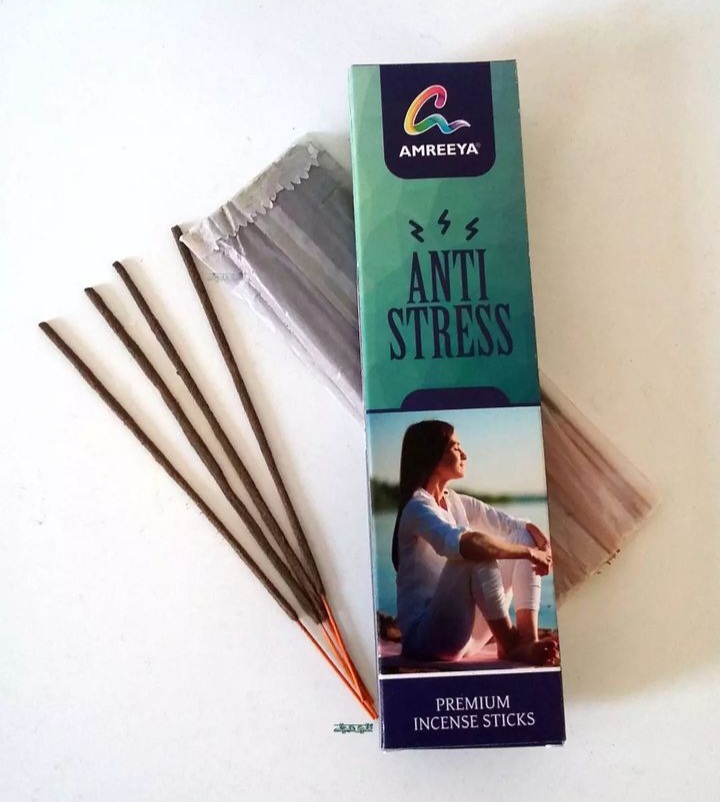 AMREEYA®
ANTI
STRESS
PREMIUM
INCENSE STICKS